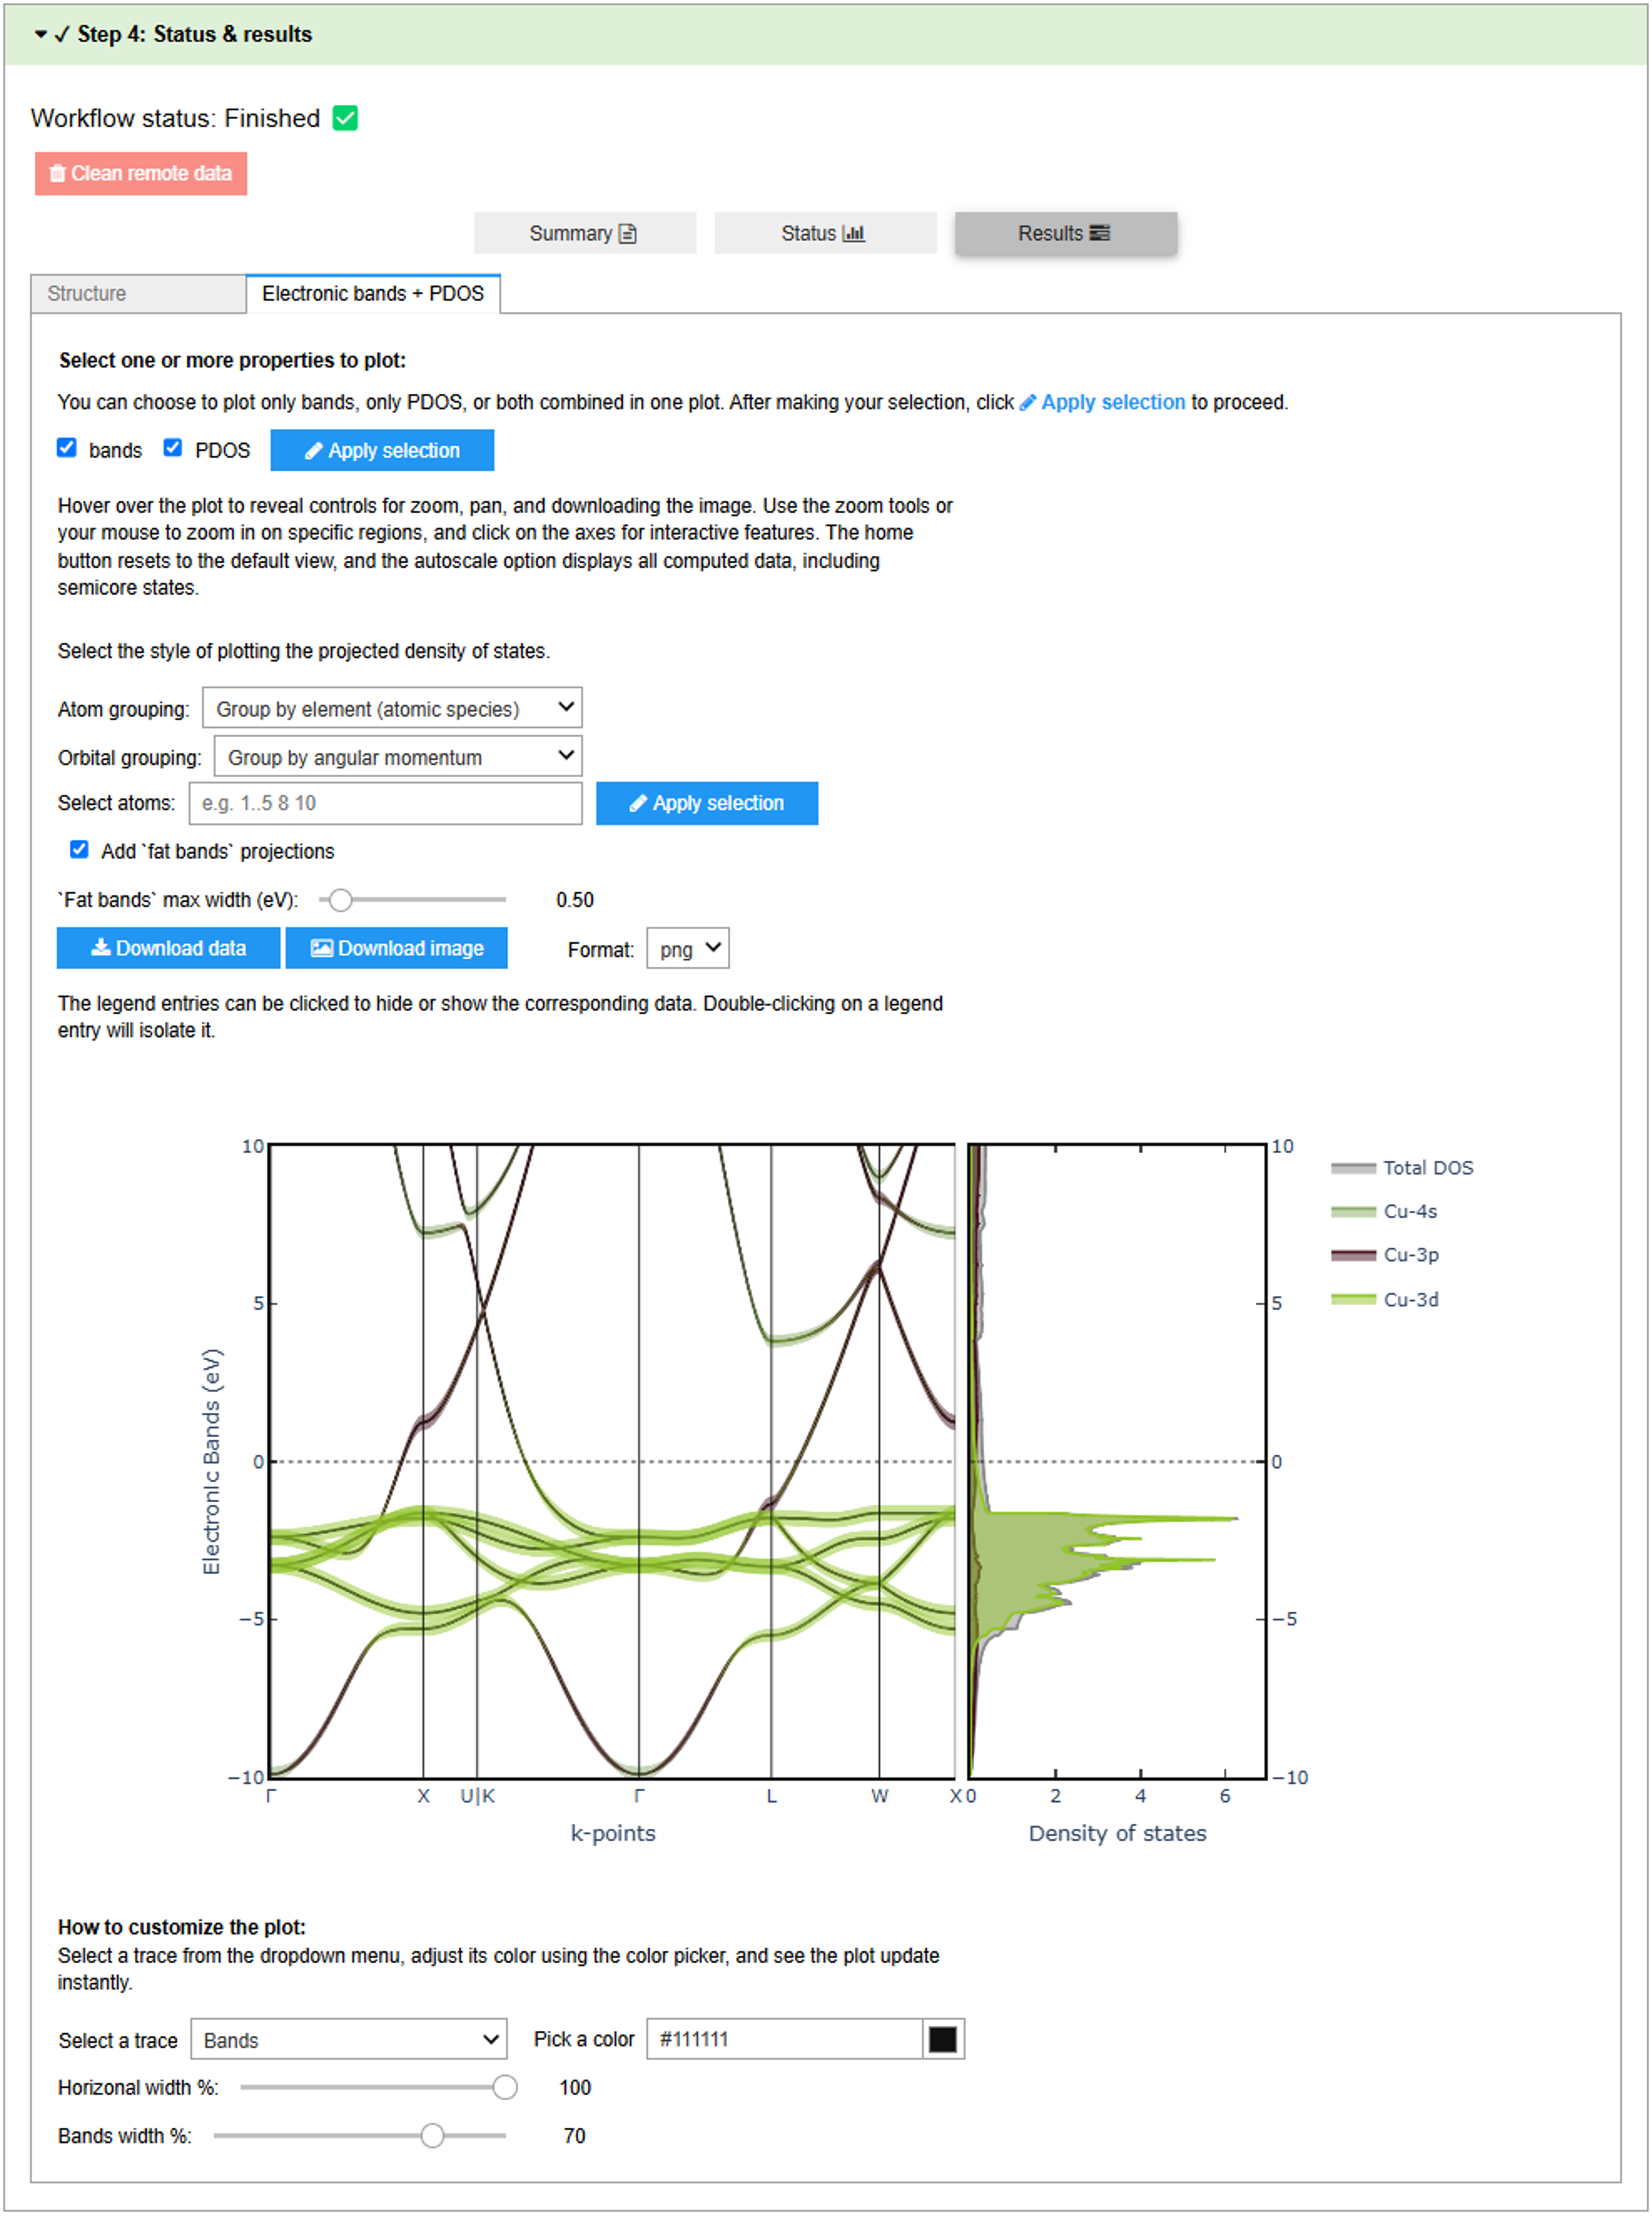 Step 4: Status & results
Workflow status: Finished
Clean remote data
Summary
Status
Results
Structure
Electronic bands + PDOS
Select one or more properties to plot:
You can choose to plot only bands, only PDOS, or both combined in one plot. After making your selection, click Apply selection to proceed.
bands PDOS Apply selection
Hover over the plot to reveal controls for zoom, pan, and downloading the image. Use the zoom tools or
your mouse to zoom in on specific regions, and click on the axes for interactive features. The home
button resets to the default view, and the autoscale option displays all computed data, including
semicore states.
Select the style of plotting the projected density of states.
Atom grouping: Group by element (atomic species)
Orbital grouping: Group by angular momentum
Select atoms: e.g. 1..5 8 10 Apply selection
Add `fat bands` projections
`Fat bands` max width (eV): 0.50
Download data Download image Format: png
The legend entries can be clicked to hide or show the corresponding data. Double-clicking on a legend
entry will isolate it.
10
5
0
−5
−10
Electronic Bands (eV)
Γ X U|K Γ L W X
k-points
0 2 4 6
Density of states
10
5
0
−5
−10
Total DOS
Cu-4s
Cu-3p
Cu-3d
How to customize the plot:
Select a trace from the dropdown menu, adjust its color using the color picker, and see the plot update
instantly.
Select a trace Bands Pick a color #111111
Horizonal width %: 100
Bands width %: 70